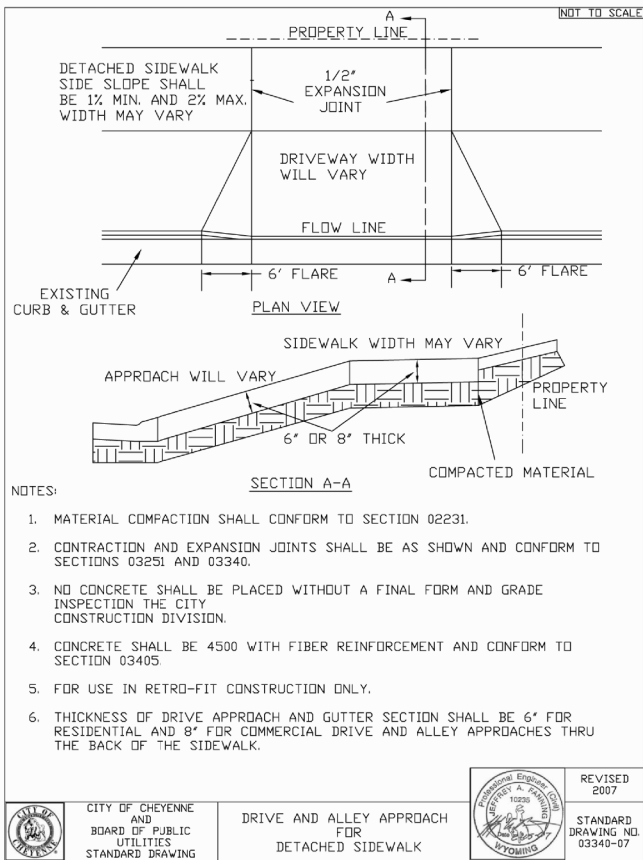 NOT TO SCALE
A
PROPERTY LINE
DETACHED SIDEWALK
SIDE SLOPE SHALL
BE 1% MIN. AND 2% MAX.
WIDTH MAY VARY
1/2"
EXPANSION
JOINT
DRIVEWAY WIDTH
WILL VARY
FLOW LINE
6' FLARE
A
6' FLARE
EXISTING
CURB & GUTTER
PLAN VIEW
SIDEWALK WIDTH MAY VARY
APPROACH WILL VARY
PROPERTY
LINE
6" OR 8" THICK
COMPACTED MATERIAL
SECTION A-A
NOTES:
1. MATERIAL COMPACTION SHALL CONFORM TO SECTION 02231.
2. CONTRACTION AND EXPANSION JOINTS SHALL BE AS SHOWN AND CONFORM TO
SECTIONS 03251 AND 03340.
3. NO CONCRETE SHALL BE PLACED WITHOUT A FINAL FORM AND GRADE
INSPECTION THE CITY
CONSTRUCTION DIVISION.
4. CONCRETE SHALL BE 4500 WITH FIBER REINFORCEMENT AND CONFORM TO
SECTION 03405.
5. FOR USE IN RETRO-FIT CONSTRUCTION ONLY.
6. THICKNESS OF DRIVE APPROACH AND GUTTER SECTION SHALL BE 6" FOR
RESIDENTIAL AND 8" FOR COMMERCIAL DRIVE AND ALLEY APPROACHES THRU
THE BACK OF THE SIDEWALK.
CITY OF CHEYENNE
AND
BOARD OF PUBLIC
UTILITIES
STANDARD DRAWING
DRIVE AND ALLEY APPROACH
FOR
DETACHED SIDEWALK
Professional Engineer (Civil)
JEFFREY A. FANNING
10235
WYOMING
REVISED
2007
STANDARD
DRAWING NO.
03340-07